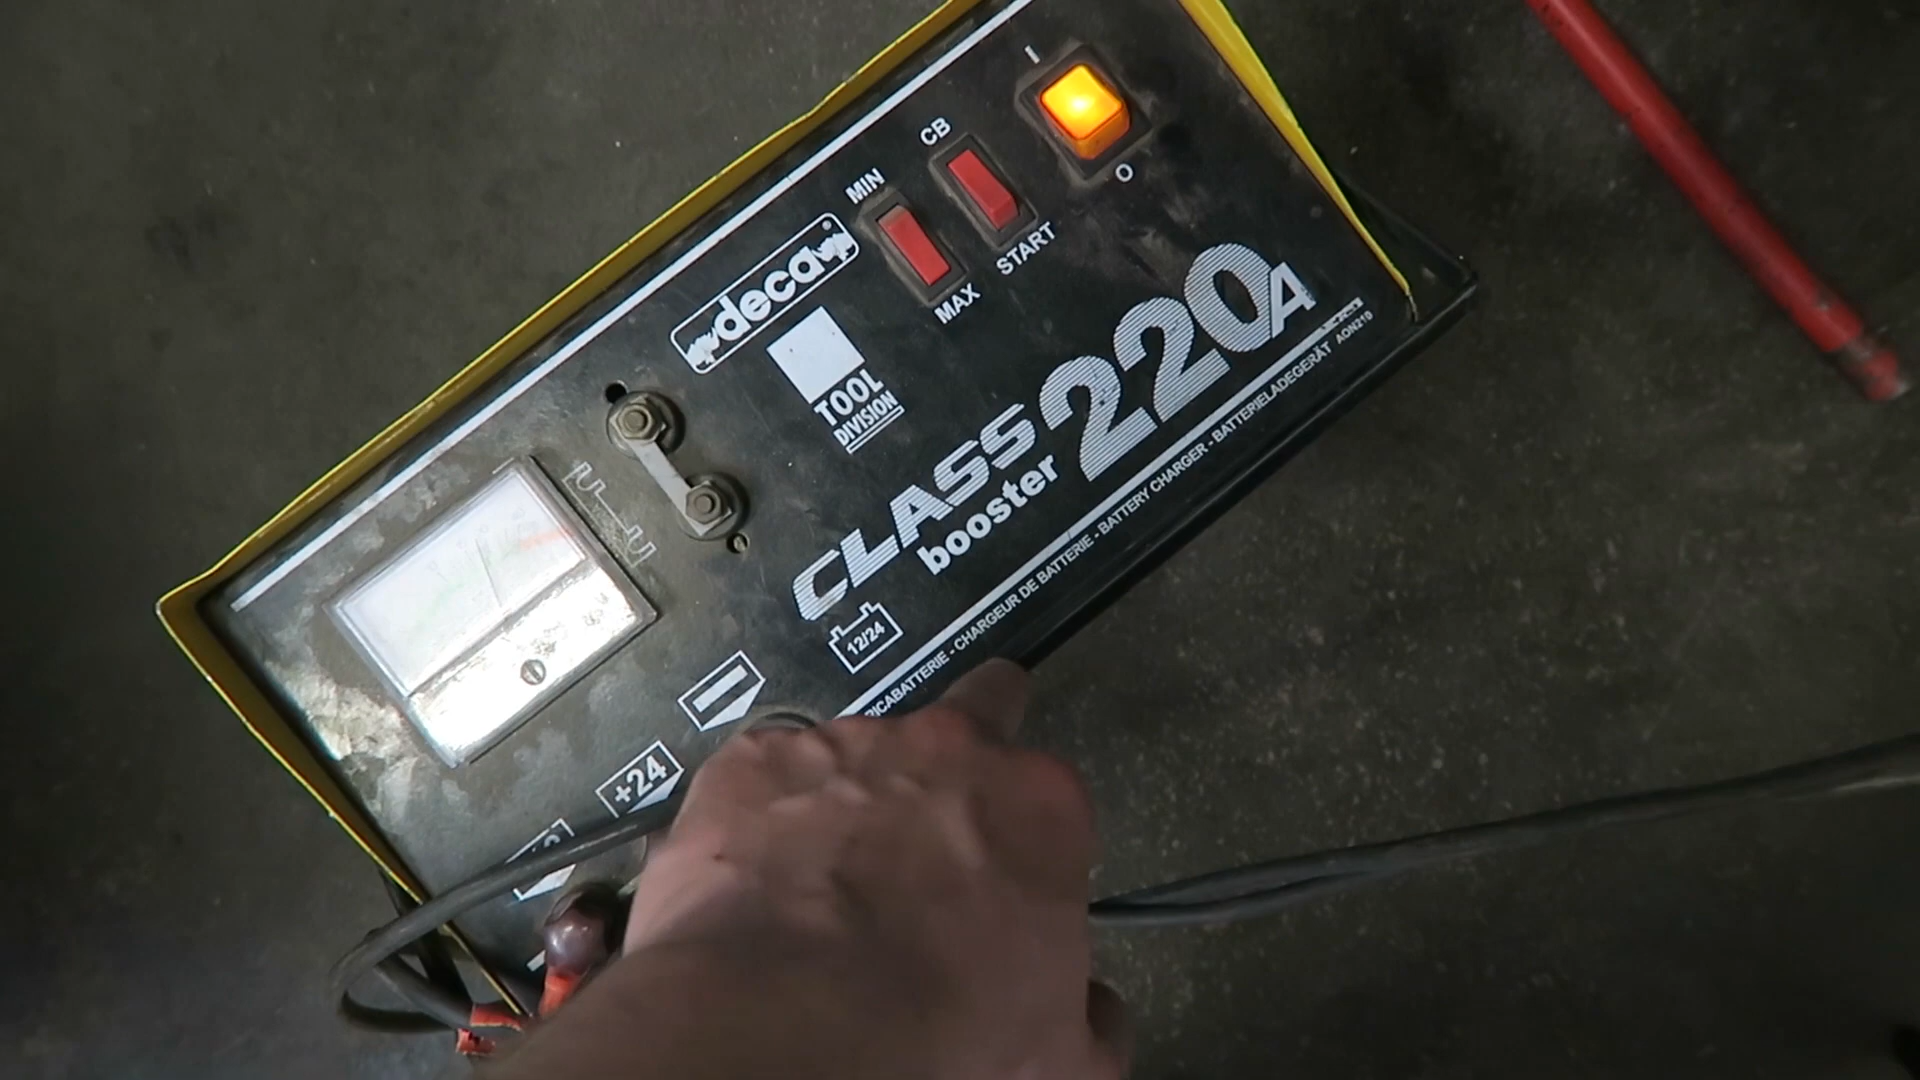 I
O
CB
START
MIN
MAX
deca
TOOL
DIVISION
CLASS 220A
booster
12/24
BATTERIE - CHARGEUR DE BATTERIE - BATTERY CHARGER - BATTERIELADEGERÄT
+24